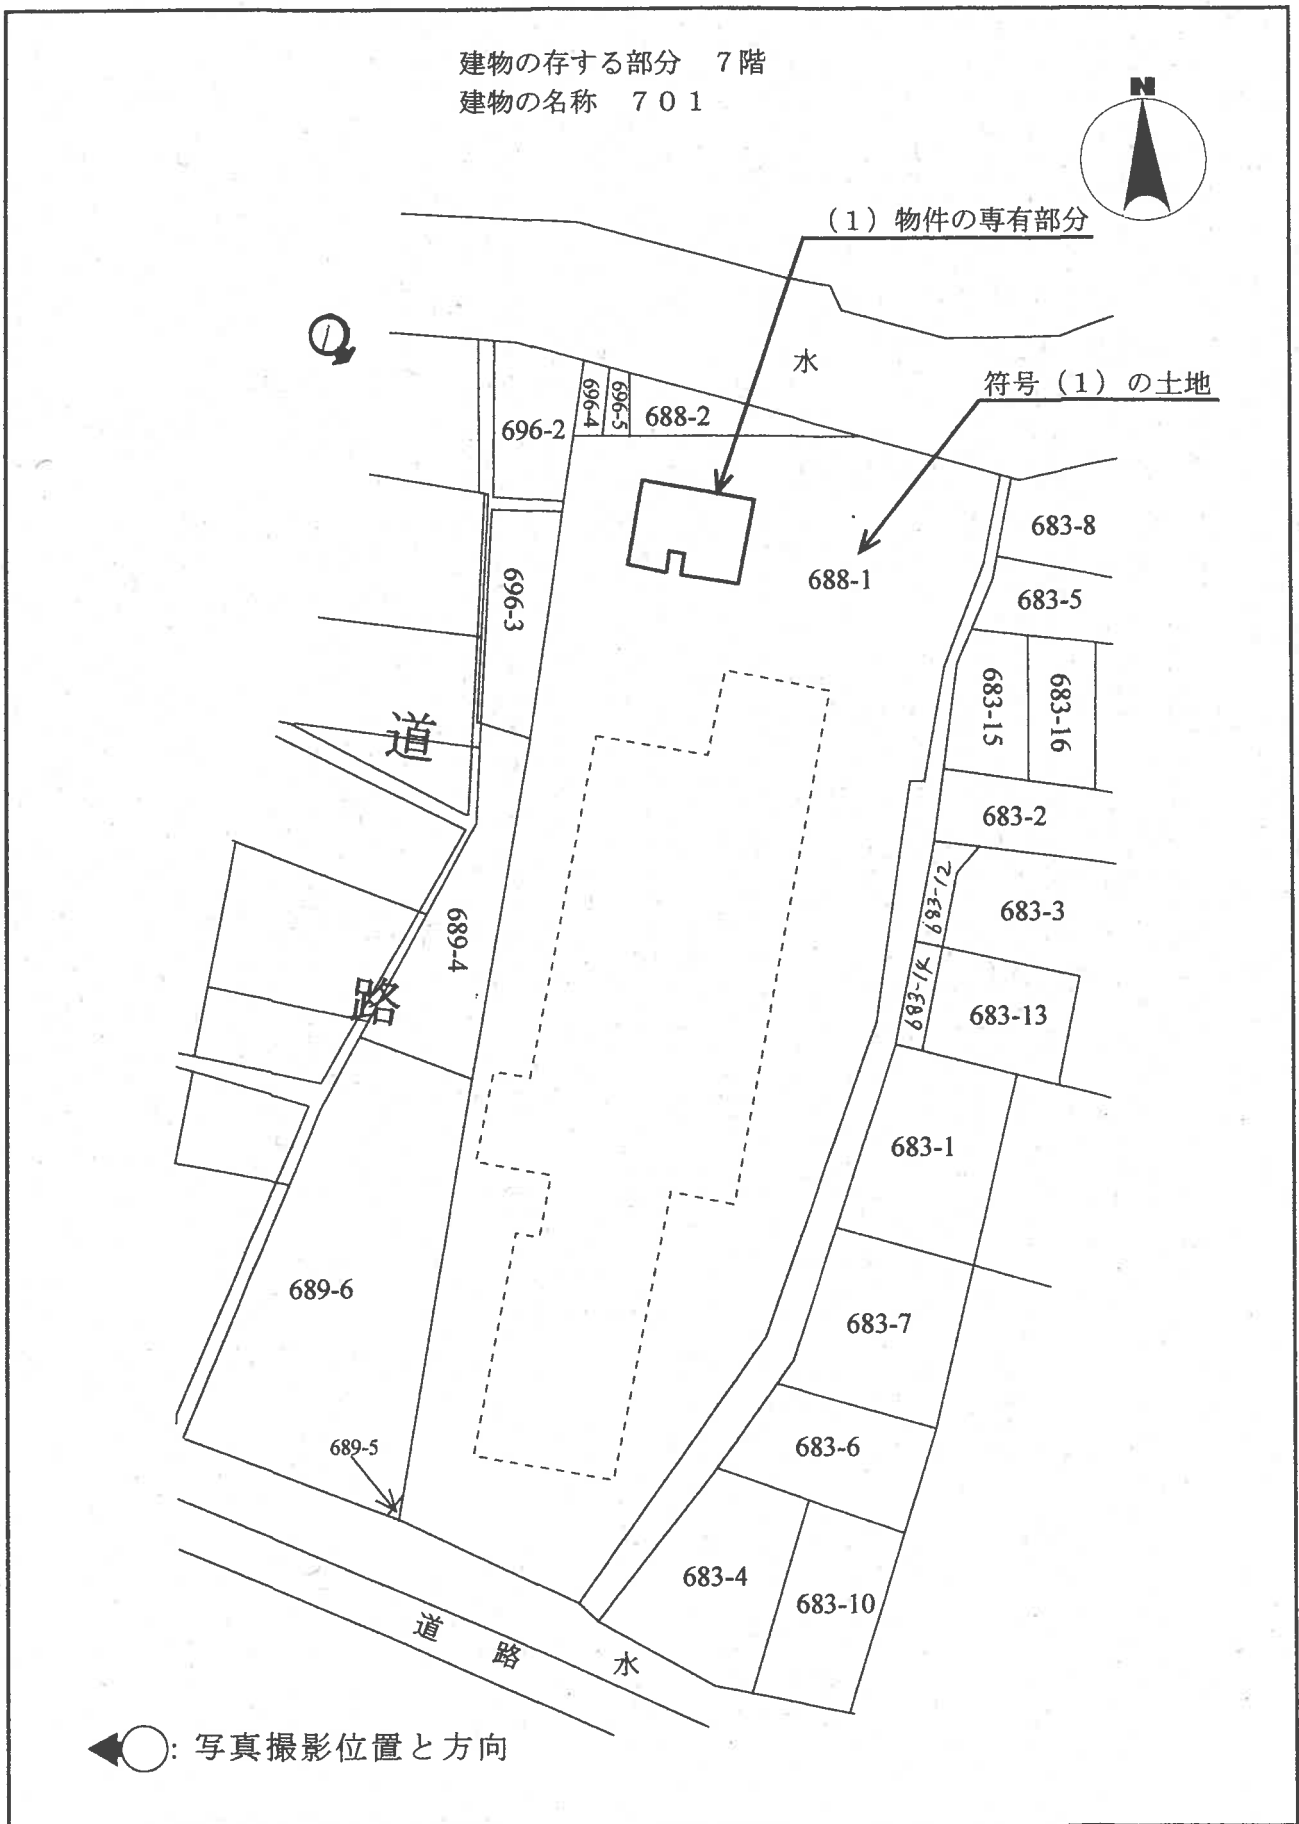 建物の存する部分　7階
建物の名称　７０１
N
（１）物件の専有部分
水
符号（１）の土地
696-2
696-4
696-5
688-2
683-8
688-1
683-5
696-3
683-15
683-16
道
683-2
683-12
683-3
689-4
路
683-14
683-13
683-1
689-6
683-7
689-5
683-6
683-4
683-10
道　路　水
：写真撮影位置と方向